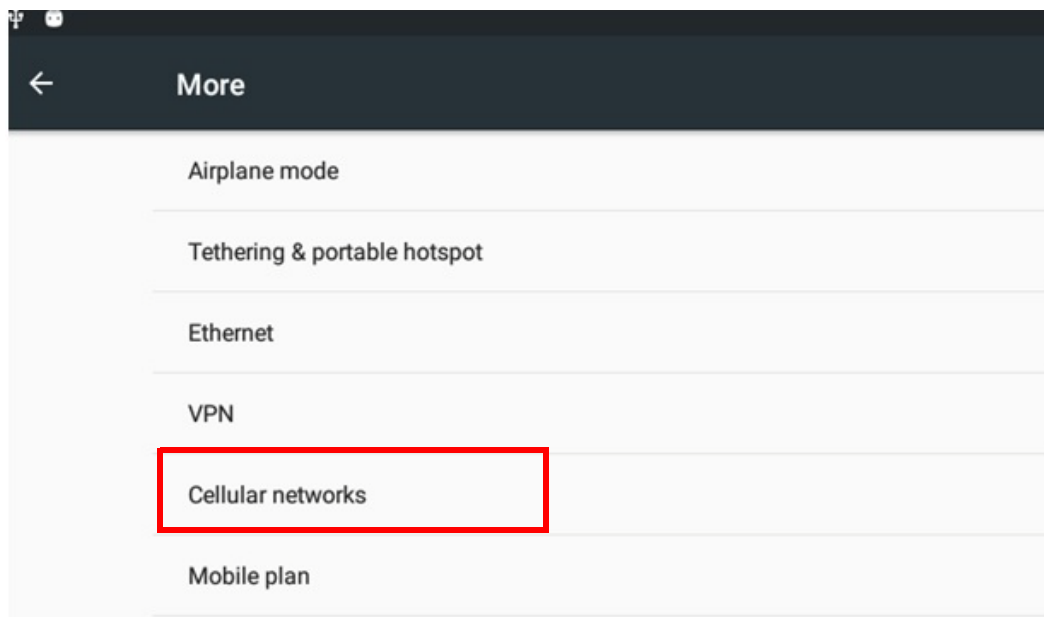 More
Airplane mode
Tethering & portable hotspot
Ethernet
VPN
Cellular networks
Mobile plan